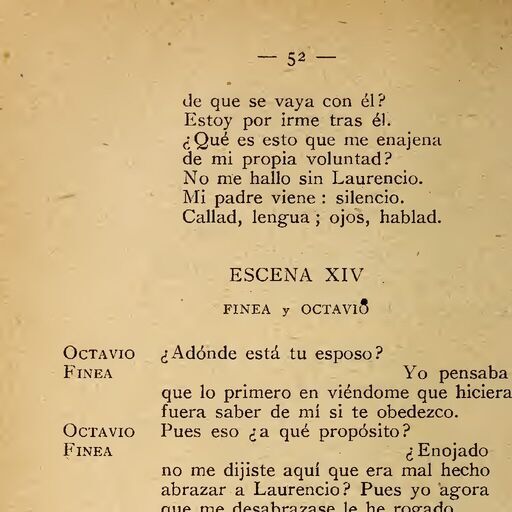 — 52 —
de que se vaya con él?
Estoy por irme tras él.
¿Qué es esto que me enajena
de mi propia voluntad?
No me hallo sin Laurencio.
Mi padre viene : silencio.
Callad, lengua ; ojos, hablad.
ESCENA XIV
FINEA y OCTAVIO
OCTAVIO ¿Adónde está tu esposo?
FINEA Yo pensaba
que lo primero en viéndome que hiciera
fuera saber de mí si te obedezco.
OCTAVIO Pues eso ¿a qué propósito?
FINEA ¿Enojado
no me dijiste aquí que era mal hecho
abrazar a Laurencio? Pues yo agora
que me desabrazase le he rogado